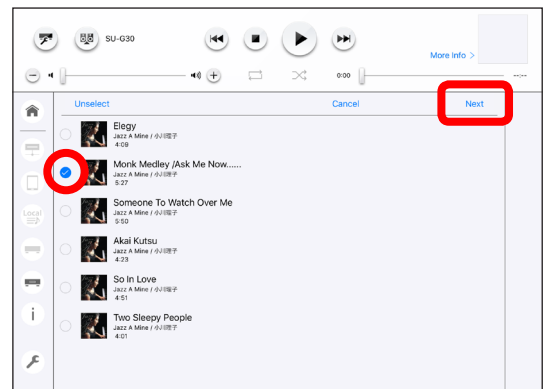 SU-G30
More Info >
0:00
--:--
Unselect Cancel Next
Elegy
Jazz A Mine / 小川理子
4:09
Monk Medley /Ask Me Now......
Jazz A Mine / 小川理子
5:27
Someone To Watch Over Me
Jazz A Mine / 小川理子
5:50
Akai Kutsu
Jazz A Mine / 小川理子
4:23
So In Love
Jazz A Mine / 小川理子
4:51
Two Sleepy People
Jazz A Mine / 小川理子
4:01
Local
i